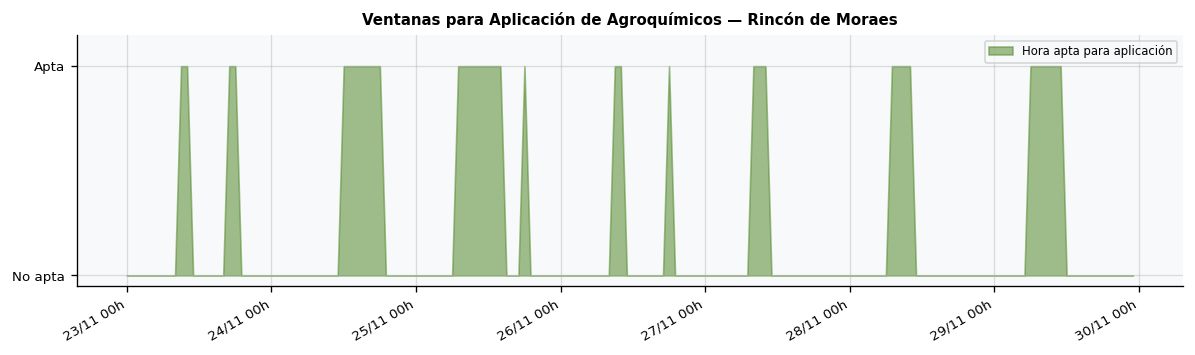 Ventanas para Aplicación de Agroquímicos — Rincón de Moraes
Hora apta para aplicación
Apta
No apta
23/11 00h
24/11 00h
25/11 00h
26/11 00h
27/11 00h
28/11 00h
29/11 00h
30/11 00h